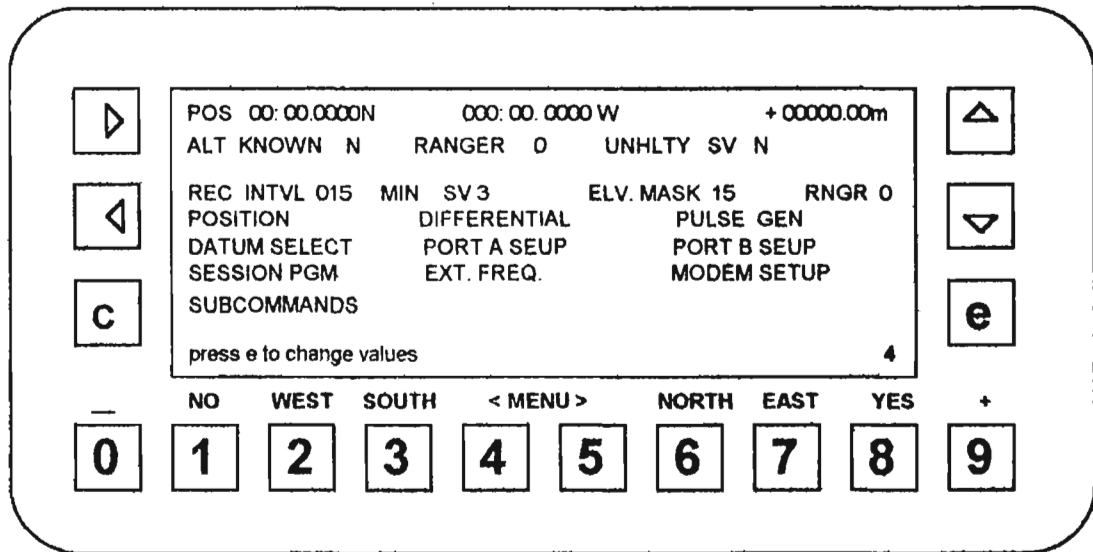 POS 00: 00.0000N 000: 00. 0000 W + 00000.00m
ALT KNOWN N RANGER 0 UNHLTY SV N
REC INTVL 015 MIN SV 3 ELV. MASK 15 RNGR 0
POSITION DIFFERENTIAL PULSE GEN
DATUM SELECT PORT A SEUP PORT B SEUP
SESSION PGM EXT. FREQ. MODEM SETUP
SUBCOMMANDS
c e
press e to change values 4
— NO WEST SOUTH < MENU > NORTH EAST YES +
0 1 2 3 4 5 6 7 8 9